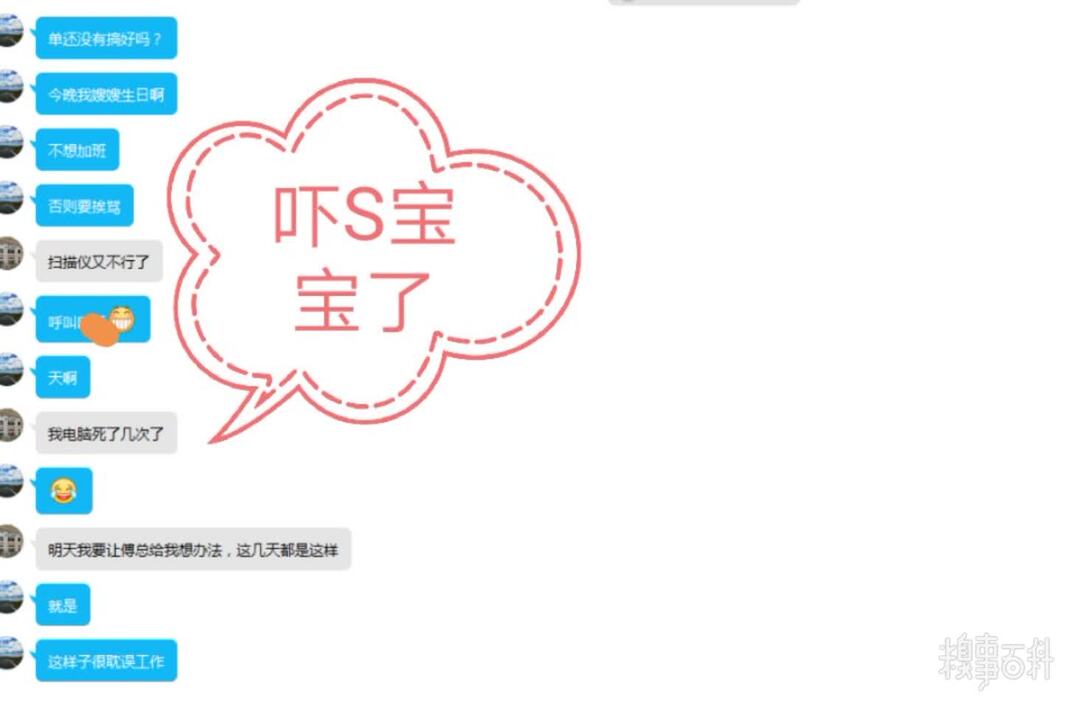 单还没有搞好吗？
今晚我嫂嫂生日啊
不想加班
否则要挨骂
扫描仪又不行了
呼叫
天啊
我电脑死了几次了
明天我要让傅总给我想办法，这几天都是这样
就是
这样子很耽误工作
吓S宝
宝了
糗事百科